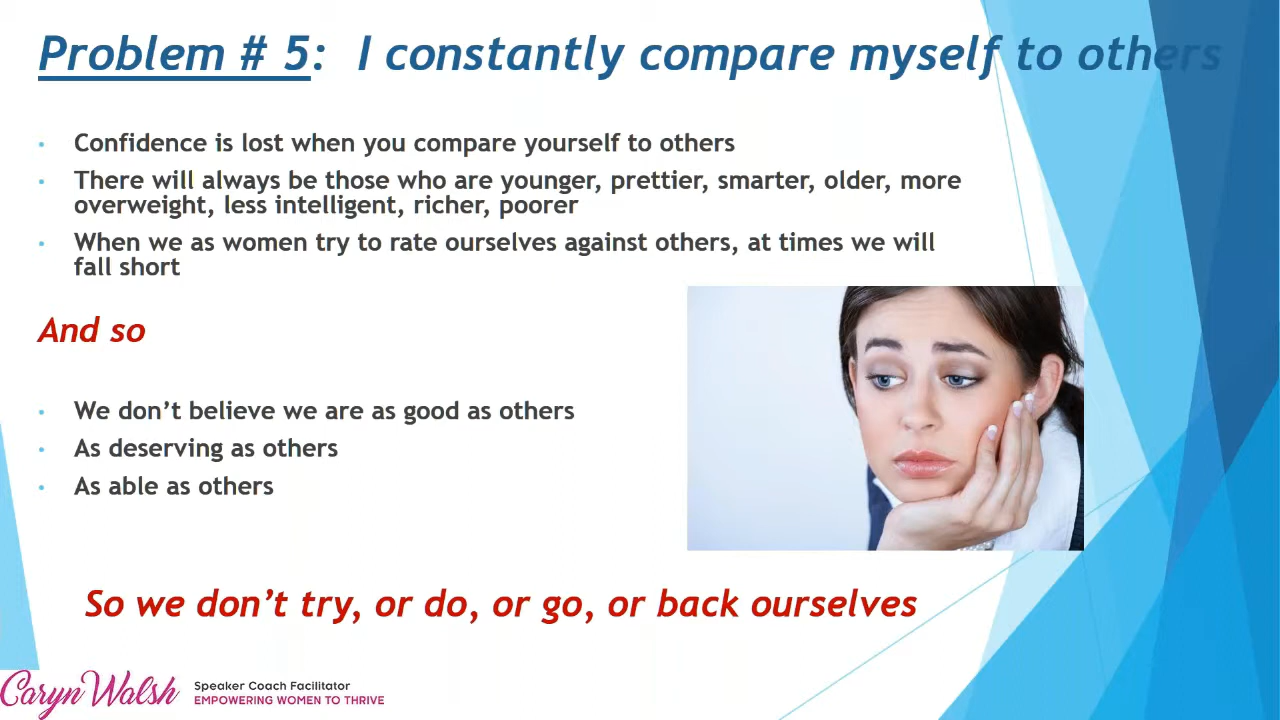 Problem # 5: I constantly compare myself to others
• Confidence is lost when you compare yourself to others
• There will always be those who are younger, prettier, smarter, older, more
overweight, less intelligent, richer, poorer
• When we as women try to rate ourselves against others, at times we will
fall short
And so
• We don’t believe we are as good as others
• As deserving as others
• As able as others
So we don’t try, or do, or go, or back ourselves
Caryn Walsh
Speaker Coach Facilitator
EMPOWERING WOMEN TO THRIVE